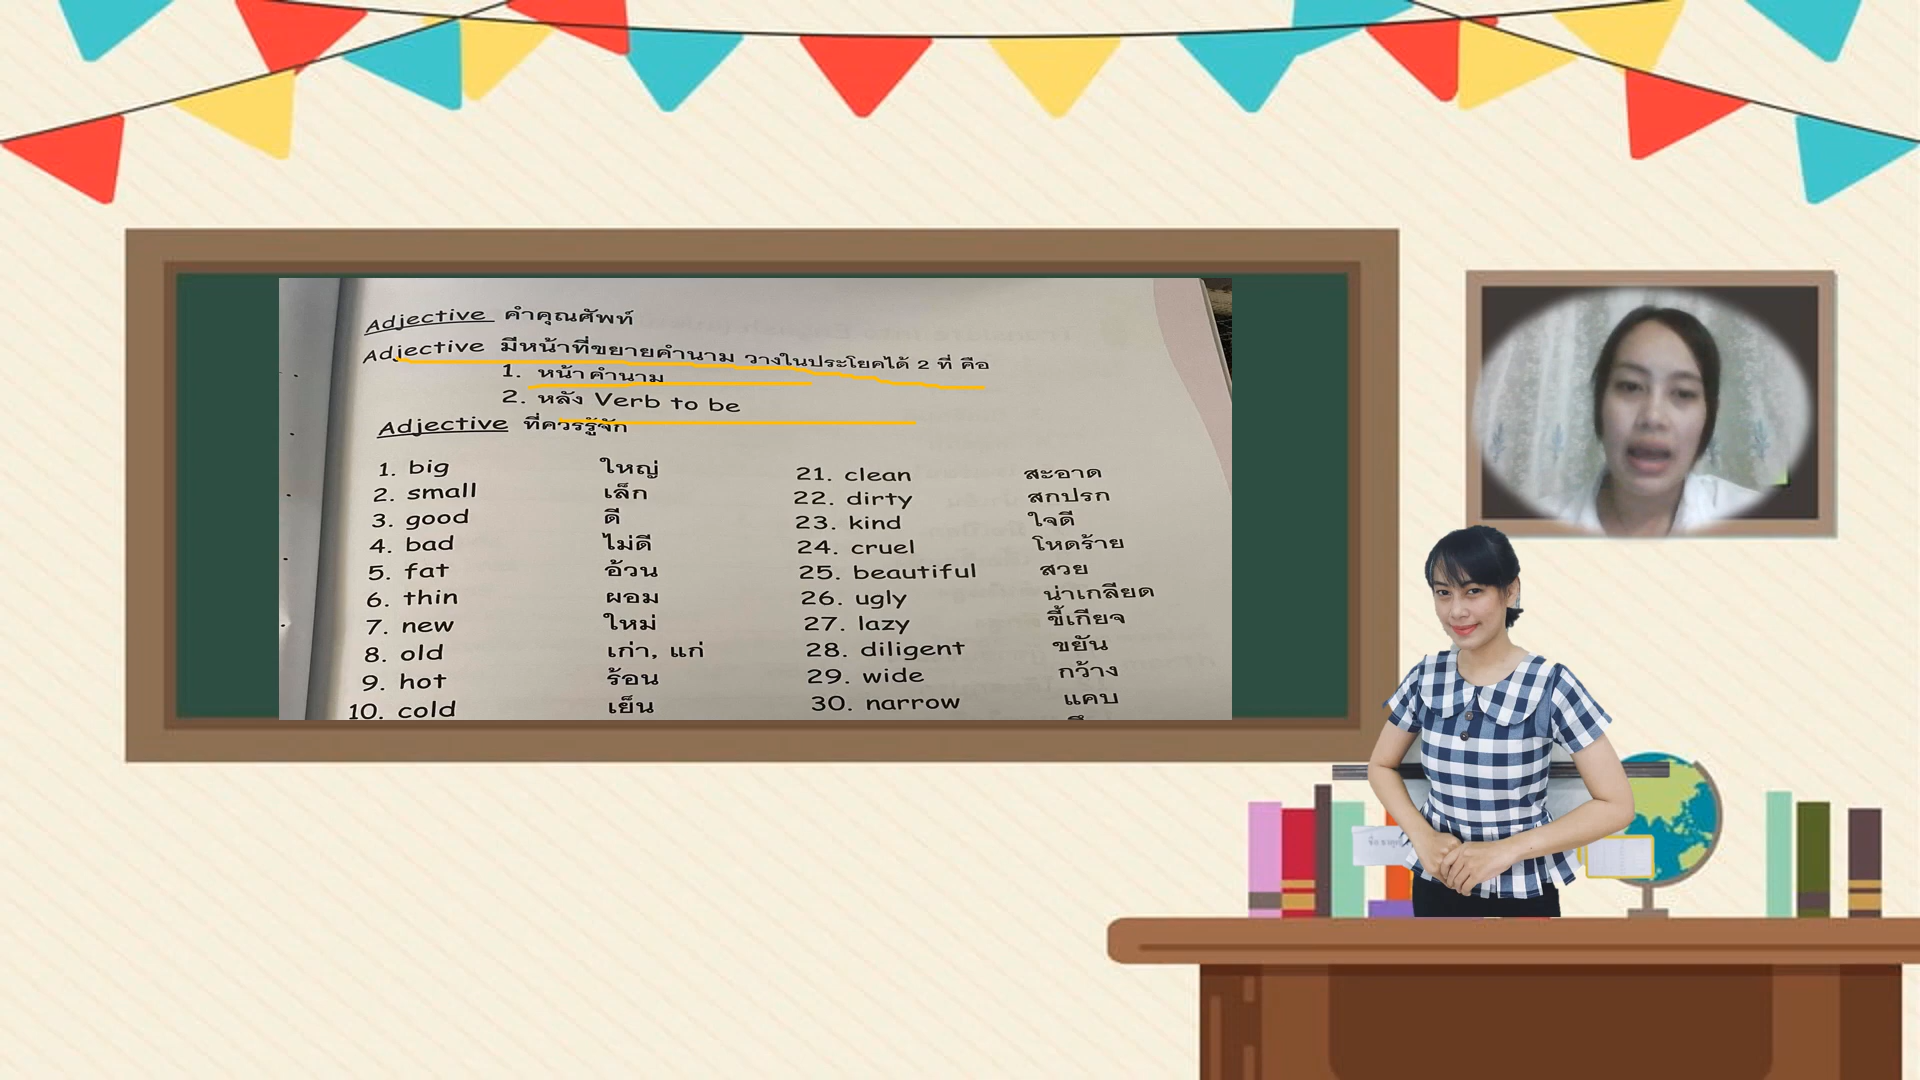 Adjective คำคุณศัพท์
Adjective มีหน้าที่ขยายคำนาม วางในประโยคได้ 2 ที่ คือ
1. หน้าคำนาม
2. หลัง Verb to be
Adjective ที่ควรรู้จัก
1. big ใหญ่ 21. clean สะอาด
2. small เล็ก 22. dirty สกปรก
3. good ดี 23. kind ใจดี
4. bad ไม่ดี 24. cruel โหดร้าย
5. fat อ้วน 25. beautiful สวย
6. thin ผอม 26. ugly น่าเกลียด
7. new ใหม่ 27. lazy ขี้เกียจ
8. old เก่า, แก่ 28. diligent ขยัน
9. hot ร้อน 29. wide กว้าง
10. cold เย็น 30. narrow แคบ